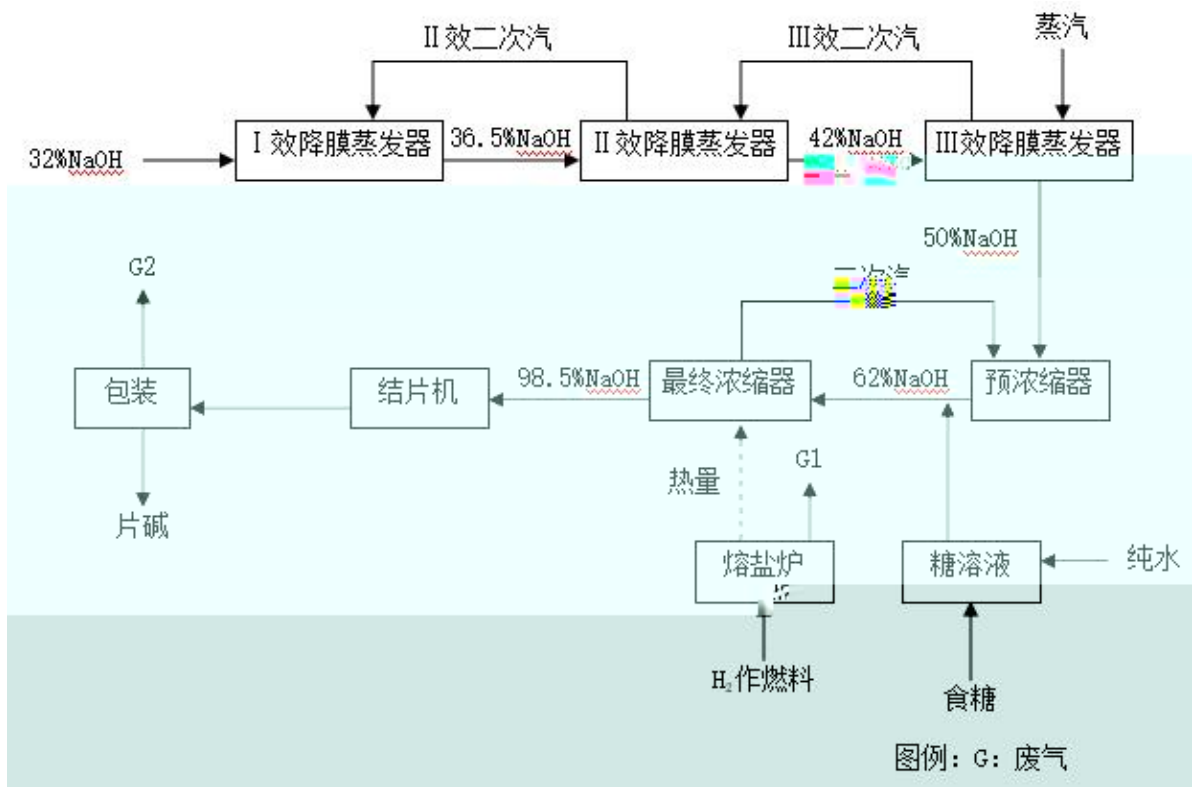 II效二次汽
III效二次汽
蒸汽
32%NaOH
I效降膜蒸发器
36.5%NaOH
II效降膜蒸发器
42%NaOH
III效降膜蒸发器
50%NaOH
G2
二次汽
包装
结片机
98.5%NaOH
最终浓缩器
62%NaOH
预浓缩器
热量
G1
片碱
熔盐炉
糖溶液
纯水
H₂作燃料
食糖
图例：G：废气